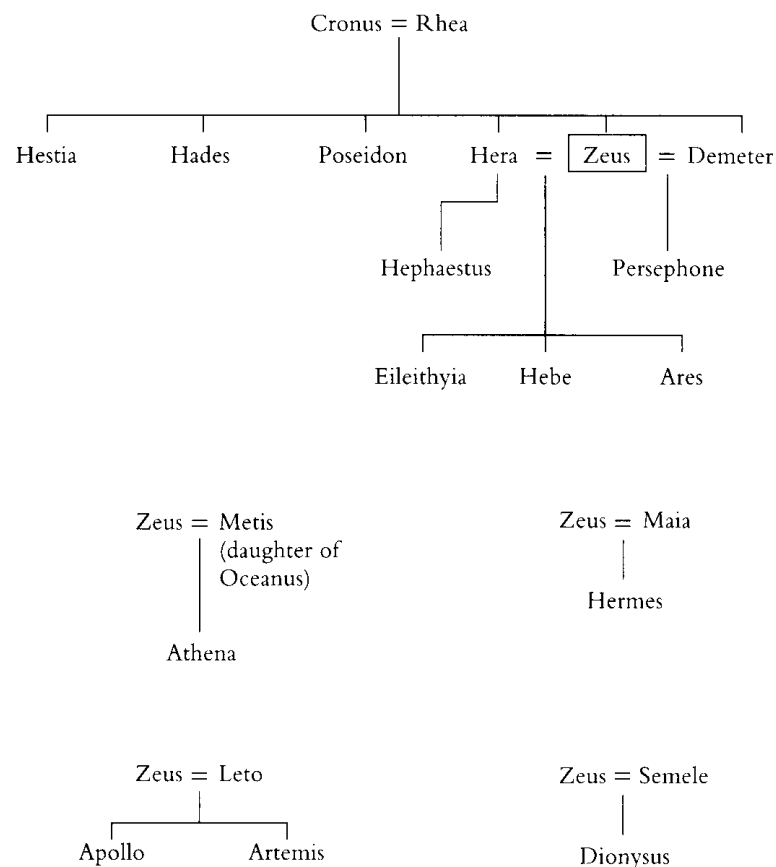 Cronus = Rhea
Hestia Hades Poseidon Hera = Zeus = Demeter
Hephaestus Persephone
Eileithyia Hebe Ares
Zeus = Metis
(daughter of
Oceanus)
Athena
Zeus = Maia
Hermes
Zeus = Leto
Apollo Artemis
Zeus = Semele
Dionysus